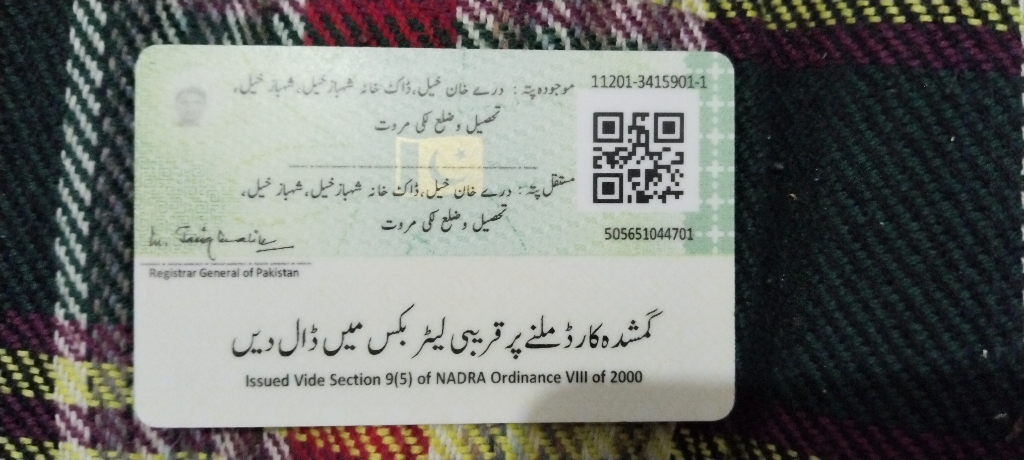 موجودہ پتہ : درے خان خیل، ڈاک خانہ شہباز خیل، شہباز خیل،
تحصیل و ضلع لکی مروت
11201-3415901-1
مستقل پتہ : درے خان خیل، ڈاک خانہ شہباز خیل، شہباز خیل،
تحصیل و ضلع لکی مروت
505651044701
Registrar General of Pakistan
گمشدہ کارڈ ملنے پر قریبی لیٹر بکس میں ڈال دیں
Issued Vide Section 9(5) of NADRA Ordinance VIII of 2000